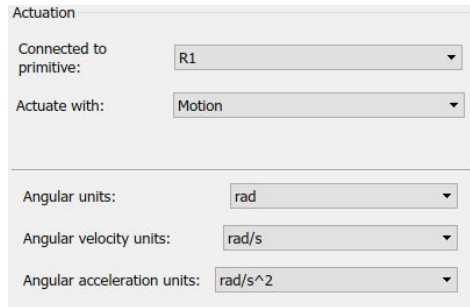 Actuation
Connected to
primitive:
R1
Actuate with:
Motion
Angular units:
rad
Angular velocity units:
rad/s
Angular acceleration units:
rad/s^2